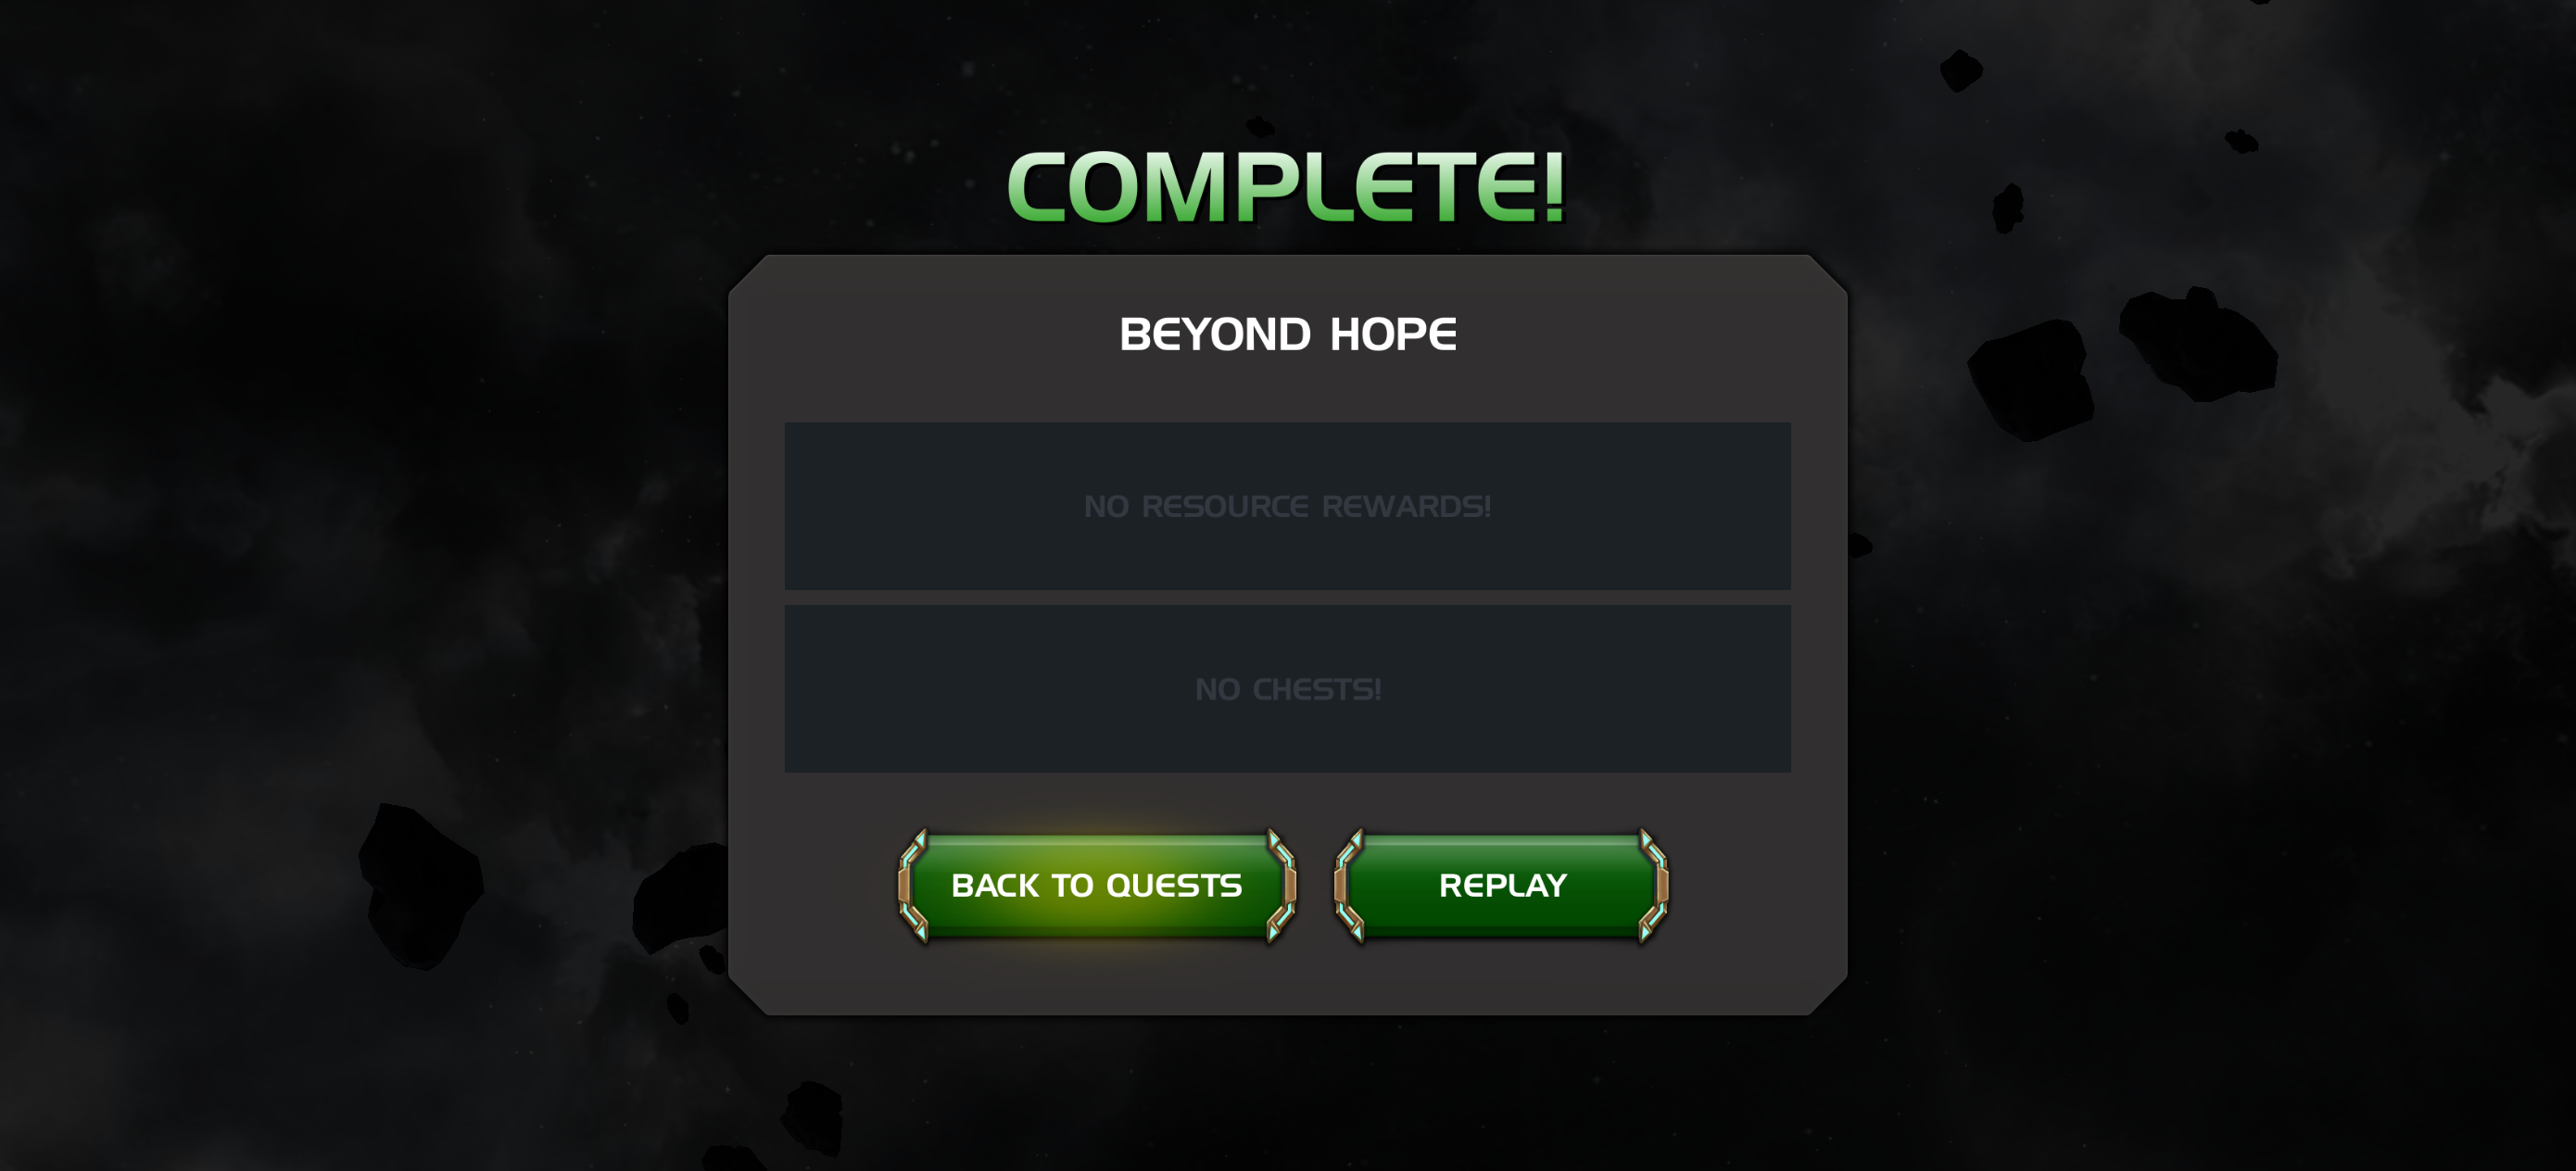 COMPLETE!
BEYOND HOPE
NO RESOURCE REWARDS!
NO CHESTS!
BACK TO QUESTS
REPLAY